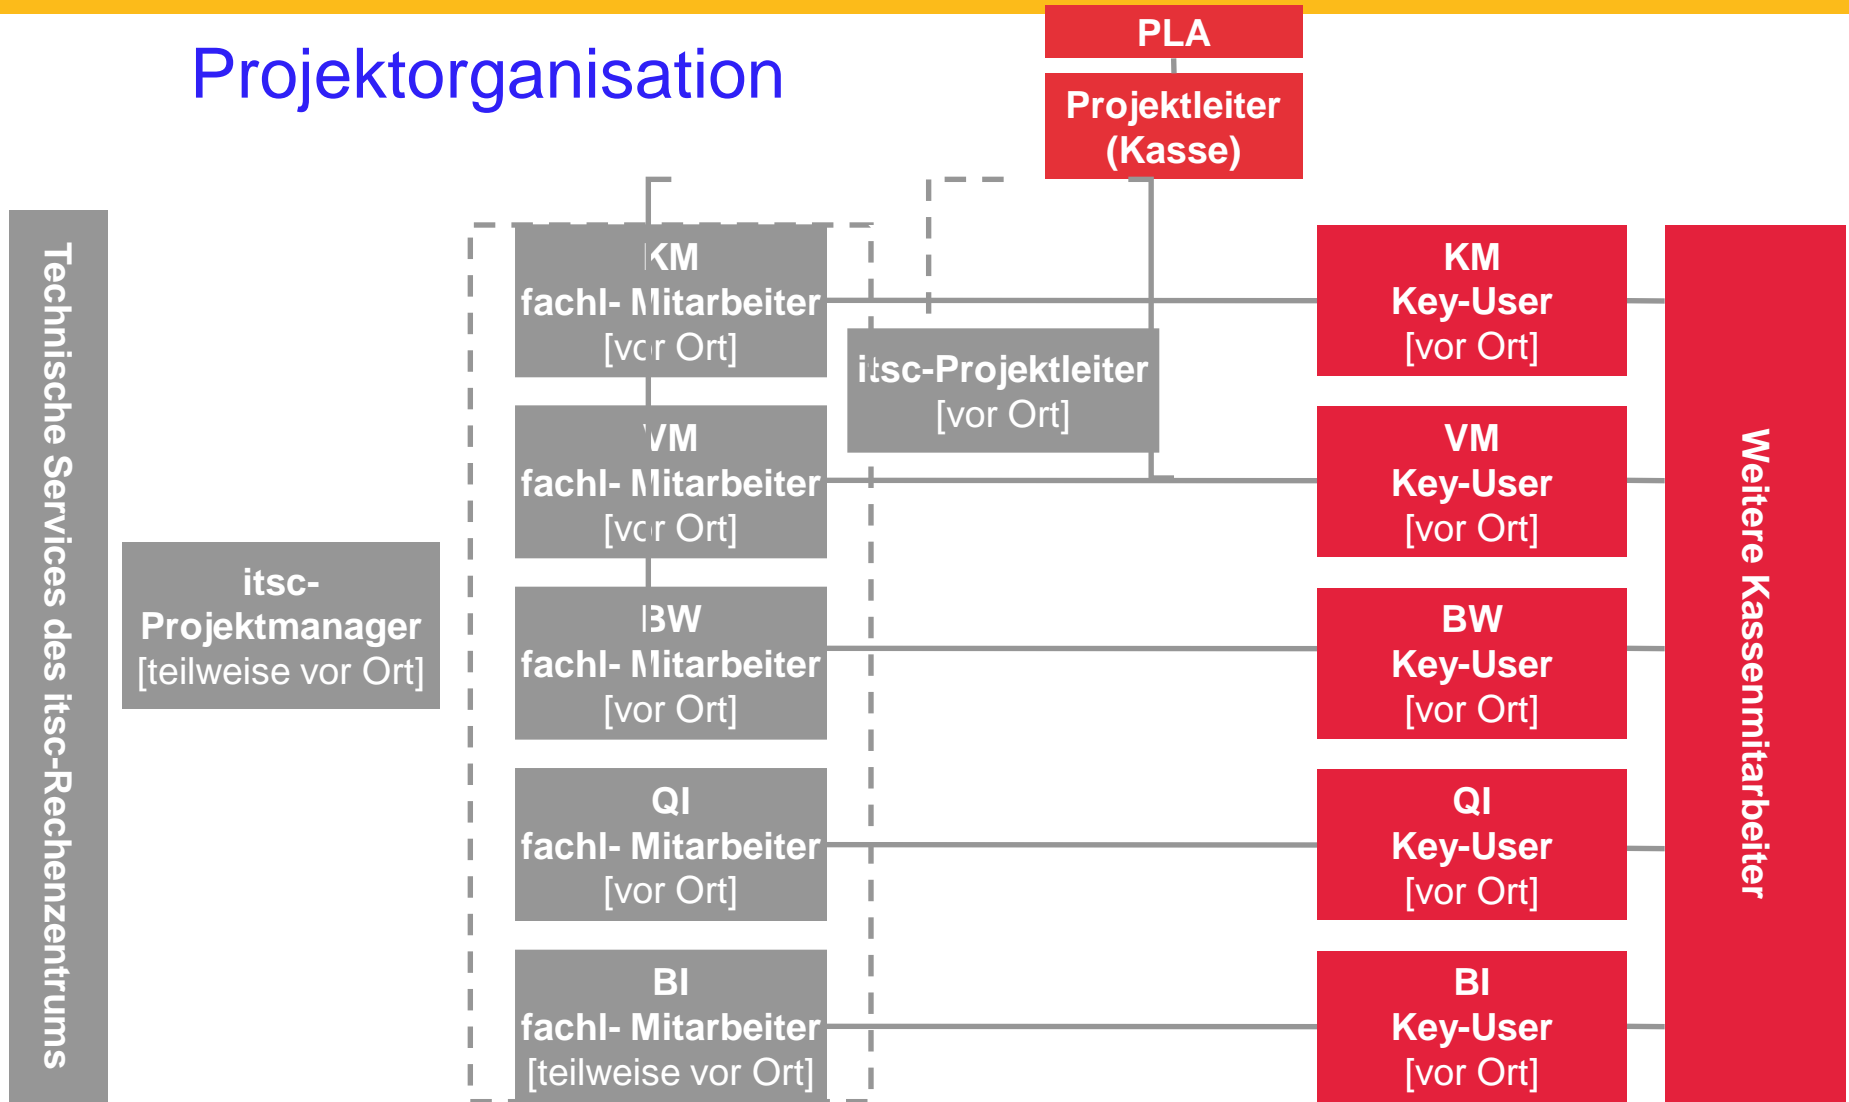 Projektorganisation
PLA
Projektleiter
(Kasse)
Technische Services des itsc-Rechenzentrums
itsc-
Projektmanager
[teilweise vor Ort]
KM
fachl- Mitarbeiter
[vor Ort]
VM
fachl- Mitarbeiter
[vor Ort]
BW
fachl- Mitarbeiter
[vor Ort]
QI
fachl- Mitarbeiter
[vor Ort]
BI
fachl- Mitarbeiter
[teilweise vor Ort]
itsc-Projektleiter
[vor Ort]
KM
Key-User
[vor Ort]
VM
Key-User
[vor Ort]
BW
Key-User
[vor Ort]
QI
Key-User
[vor Ort]
BI
Key-User
[vor Ort]
Weitere Kassenmitarbeiter